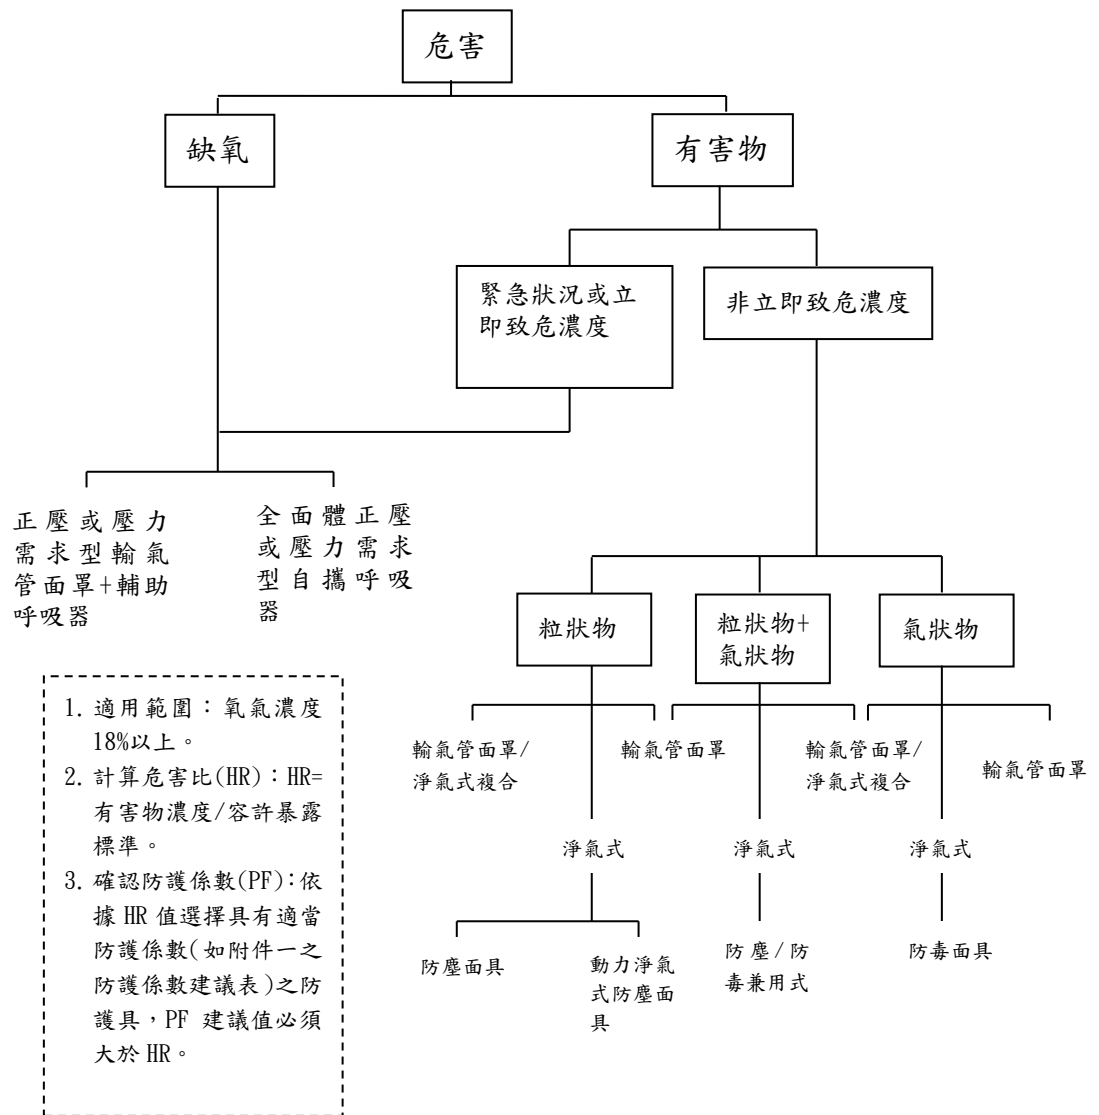 危害
缺氧
有害物
緊急狀況或立
即致危濃度
非立即致危濃度
正壓或壓力
需求型輸氣
管面罩+輔助
呼吸器
全面體正壓
或壓力需求
型自攜呼吸
器
粒狀物
粒狀物+
氣狀物
氣狀物
輸氣管面罩/
淨氣式複合
輸氣管面罩
輸氣管面罩/
淨氣式複合
輸氣管面罩
淨氣式
淨氣式
淨氣式
防塵面具
動力淨氣
式防塵面
具
防塵/防
毒兼用式
防毒面具
1. 適用範圍：氧氣濃度
18%以上。
2. 計算危害比(HR)：HR=
有害物濃度/容許暴露
標準。
3. 確認防護係數(PF)：依
據 HR 值選擇具有適當
防護係數(如附件一之
防護係數建議表)之防
護具，PF 建議值必須
大於 HR。